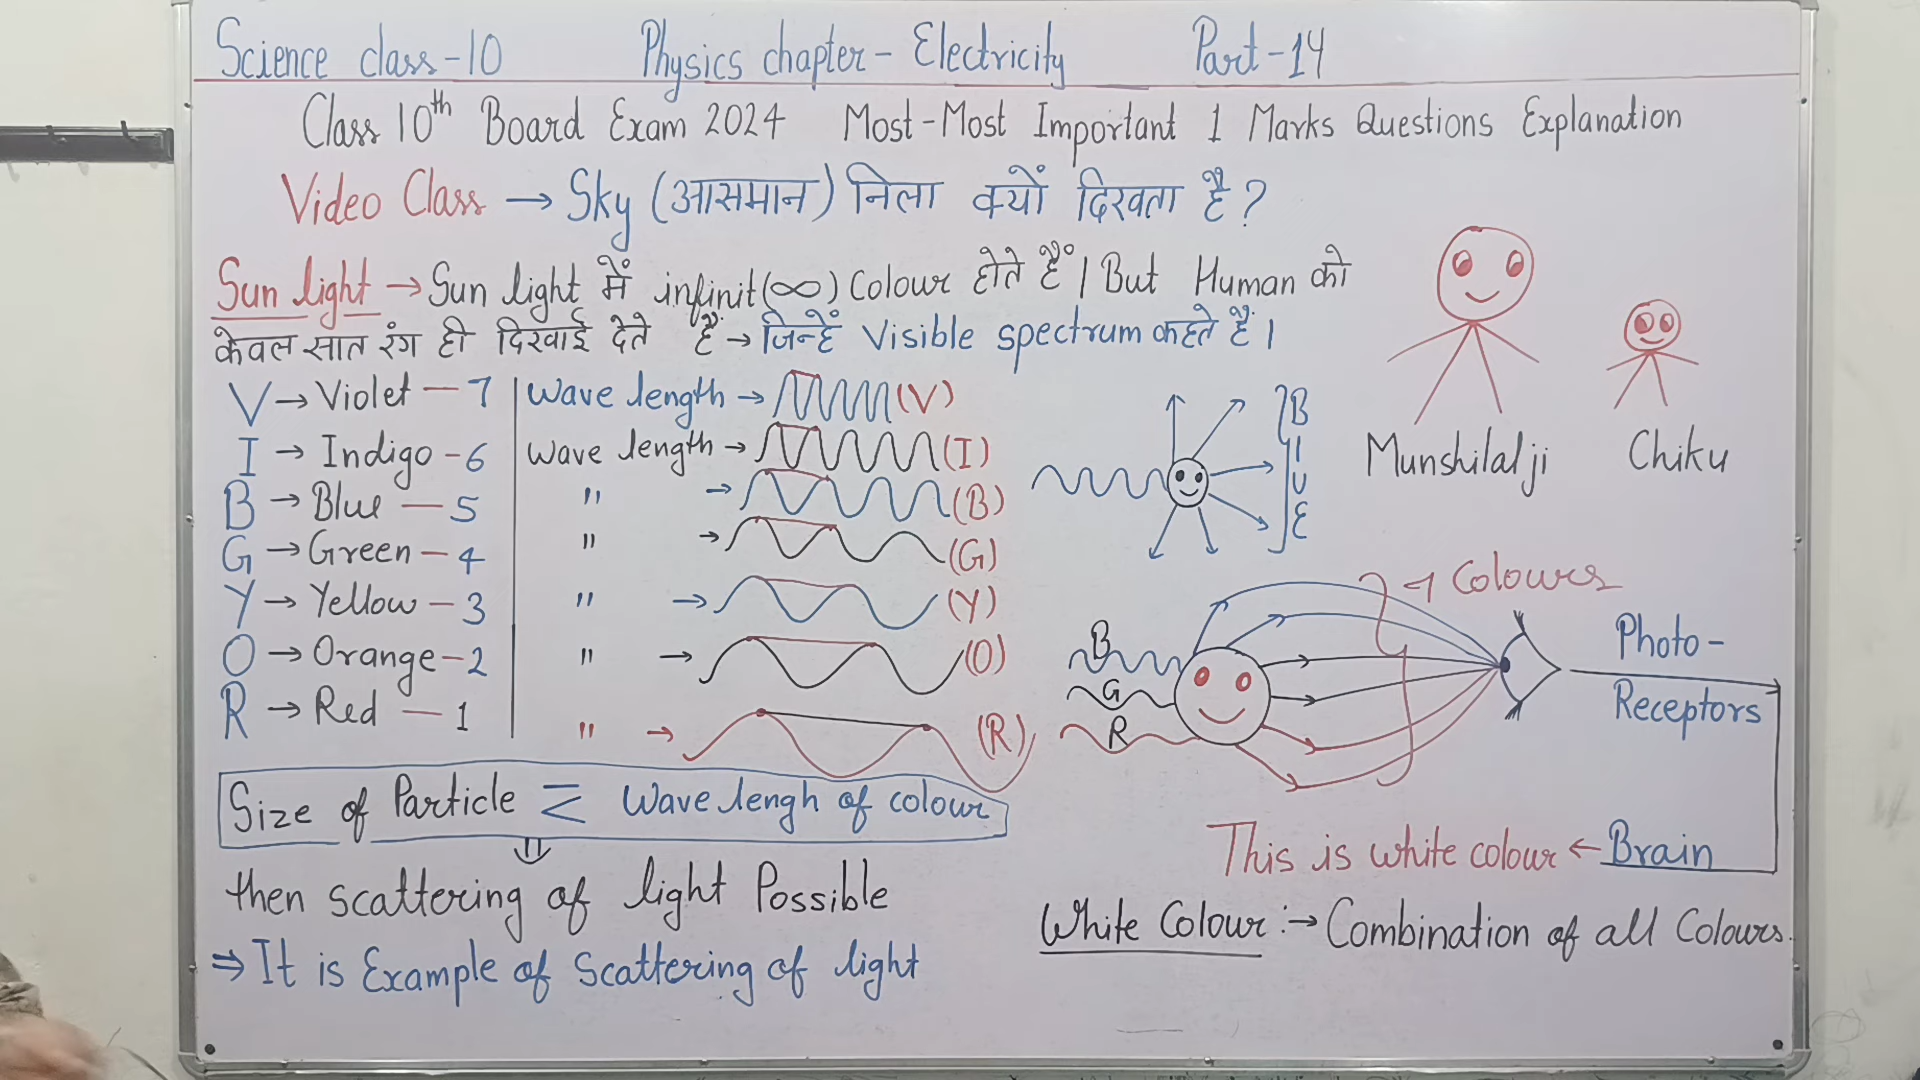 Science class-10 Physics chapter- Electricity Part-14
Class 10th Board Exam 2024 Most-Most Important 1 Marks Questions Explanation
Video Class → Sky (आसमान) निला क्यों दिखता है?
Sun light → Sun light में infinit(∞) Colour होते हैं। But Human को
केवल सात रंग ही दिखाई देते हैं → जिन्हें Visible spectrum कहते हैं।
V → Violet — 7 Wave length → (V)
I → Indigo - 6 Wave length → (I)
B → Blue — 5 " → (B)
G → Green — 4 " → (G)
Y → Yellow — 3 " → (Y)
O → Orange — 2 " → (O)
R → Red — 1 " → (R)
Size of Particle ≥ Wave lengh of colour
⇓
then scattering of light Possible
⇒ It is Example of Scattering of light
Munshilal ji Chiku
BlUE
7 Colours
B
G
R
Photo-
Receptors
This is white colour ← Brain
White Colour :→ Combination of all Colours.